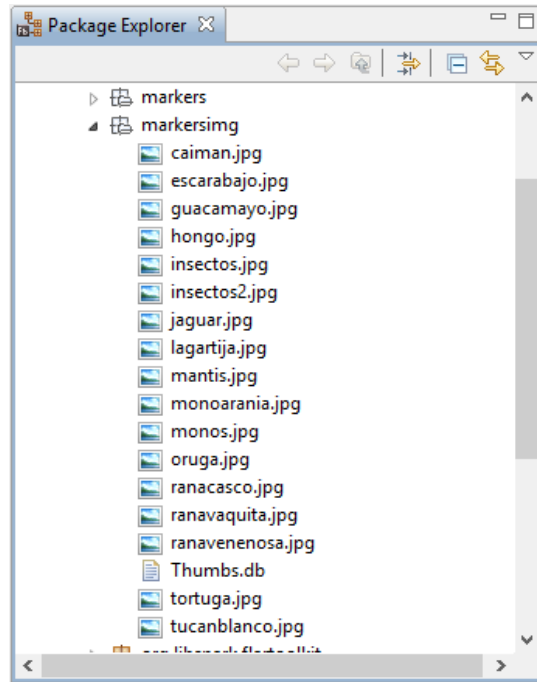 Package Explorer
markers
markersimg
caiman.jpg
escarabajo.jpg
guacamayo.jpg
hongo.jpg
insectos.jpg
insectos2.jpg
jaguar.jpg
lagartija.jpg
mantis.jpg
monoarania.jpg
monos.jpg
oruga.jpg
ranacasco.jpg
ranavaquita.jpg
ranavenenosa.jpg
Thumbs.db
tortuga.jpg
tucanblanco.jpg